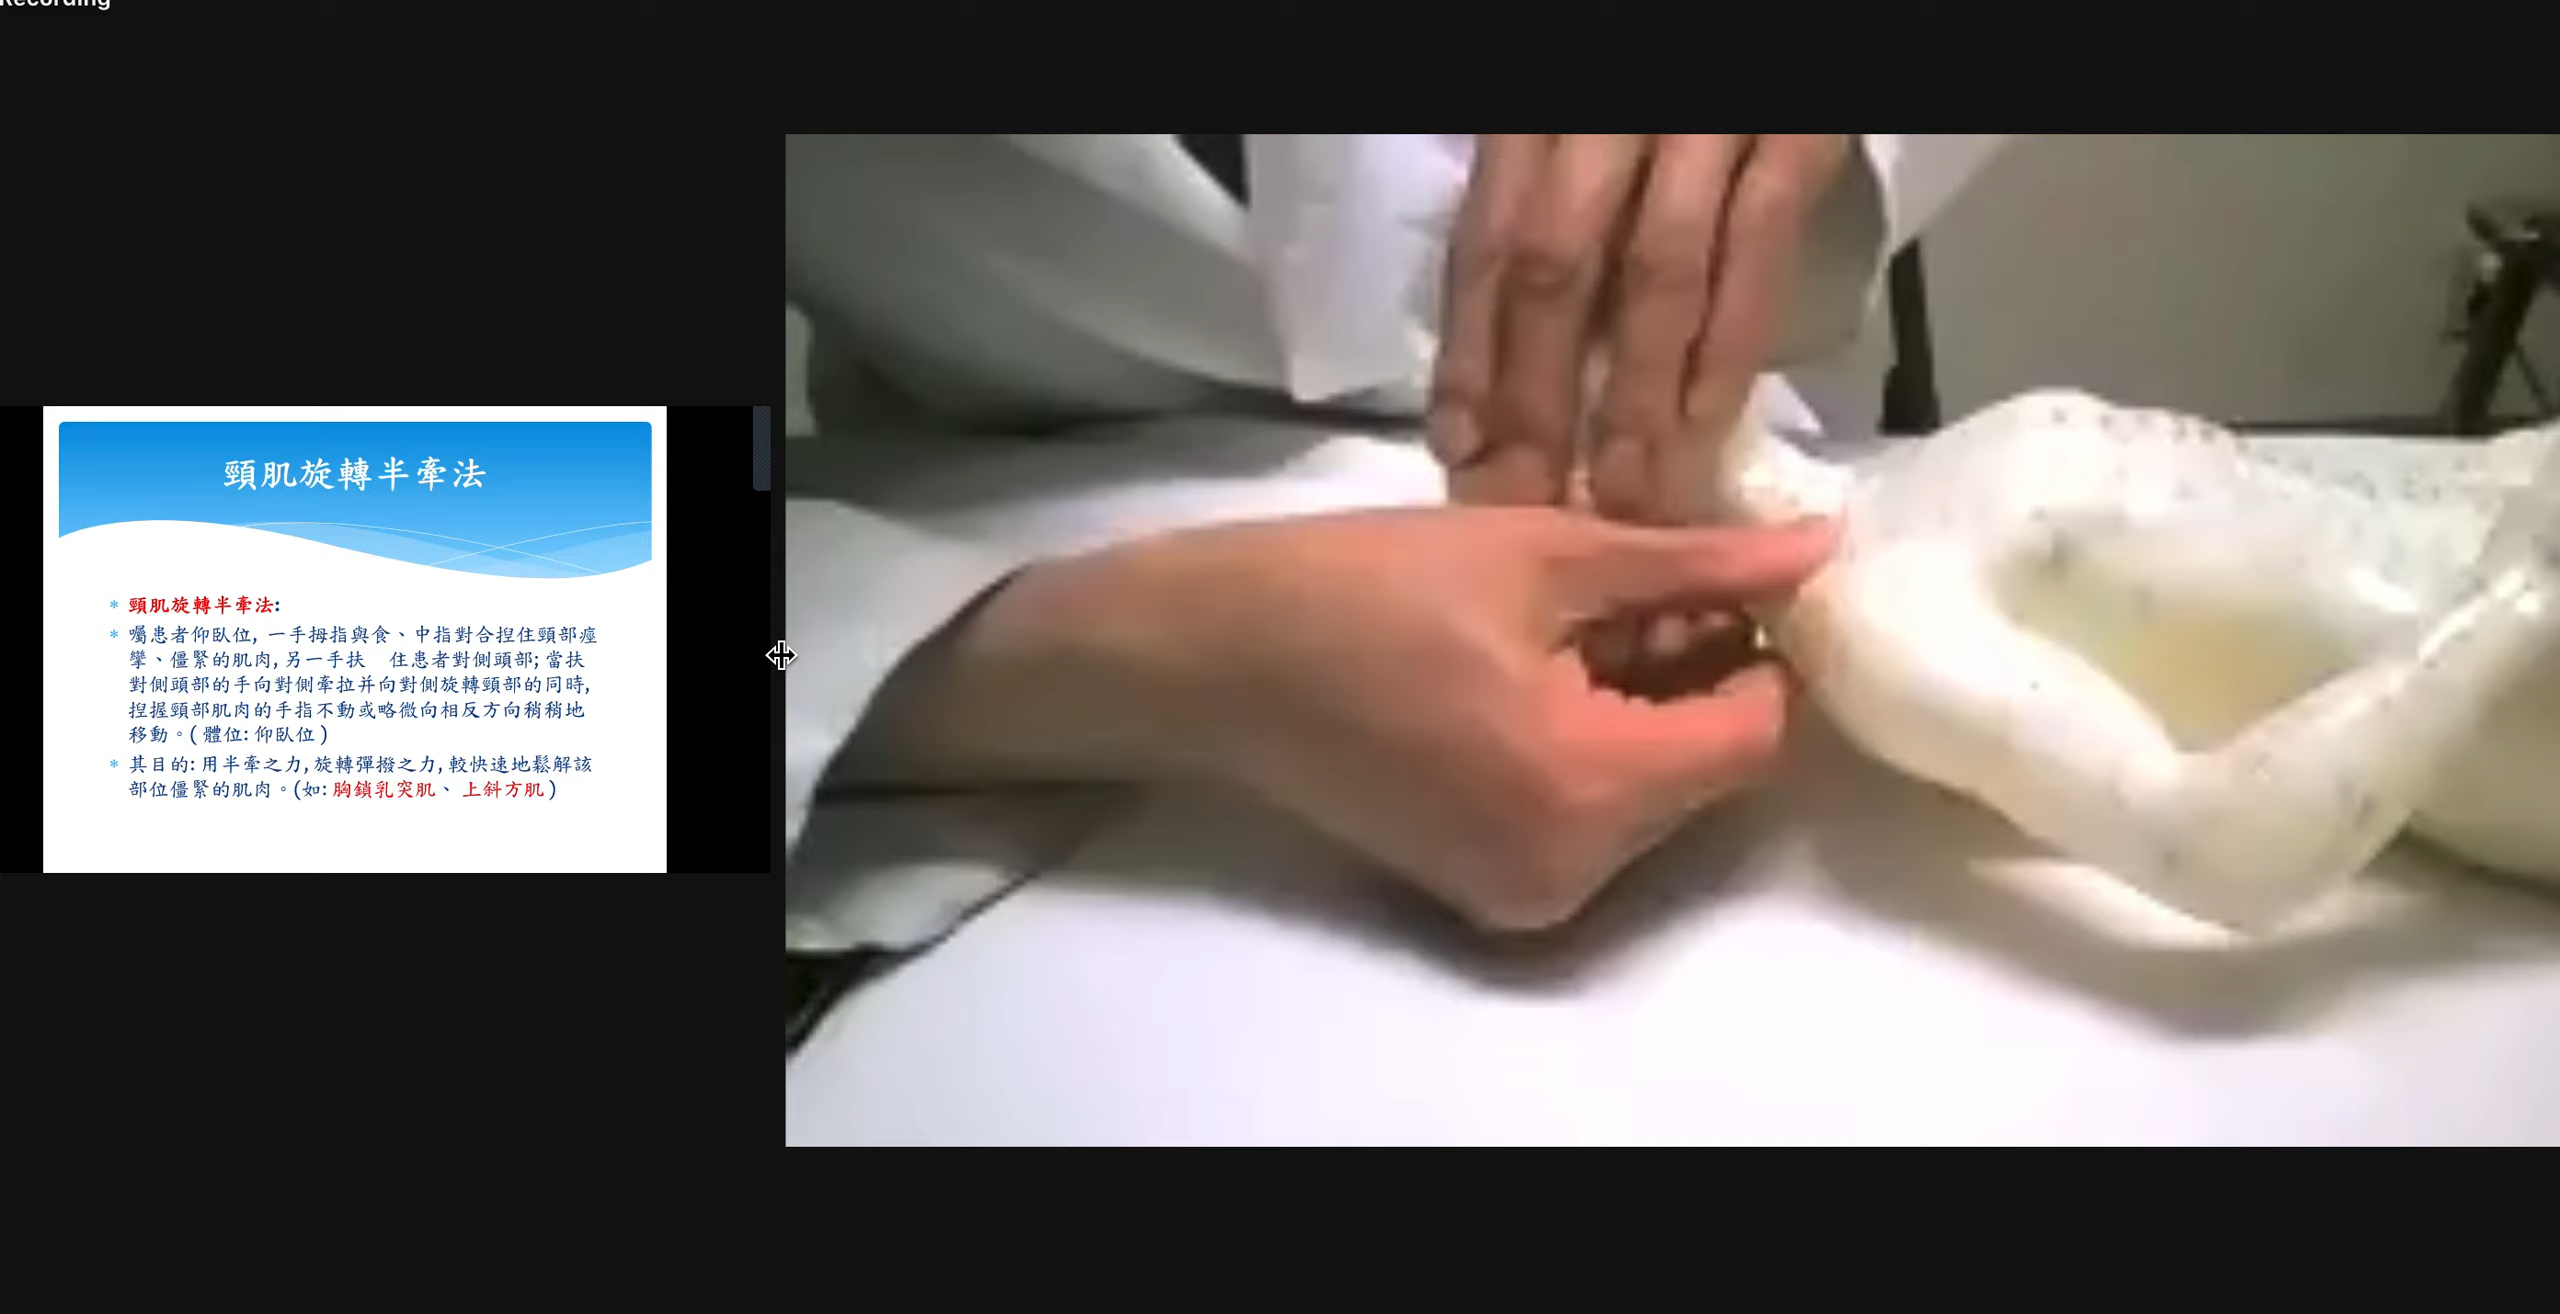 Recording
頸肌旋轉半牽法
* 頸肌旋轉半牽法:
* 囑患者仰臥位, 一手拇指與食、中指對合捏住頸部痙
攣、僵緊的肌肉, 另一手扶 住患者對側頭部; 當扶
對側頭部的手向對側牽拉并向對側旋轉頸部的同時,
捏握頸部肌肉的手指不動或略微向相反方向稍稍地
移動。( 體位: 仰臥位 )
* 其目的: 用半牽之力, 旋轉彈撥之力, 較快速地鬆解該
部位僵緊的肌肉。(如: 胸鎖乳突肌、 上斜方肌 )